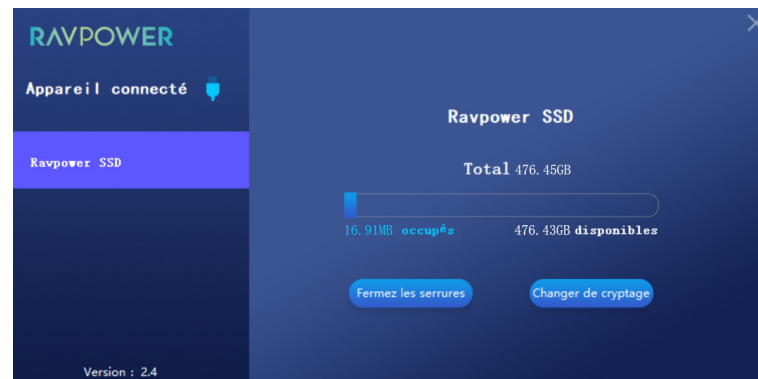 RAVPOWER
Appareil connecté
Ravpower SSD
Version : 2.4
Ravpower SSD
Total 476.45GB
16.91MB occupés 476.43GB disponibles
Fermez les serrures Changer de cryptage